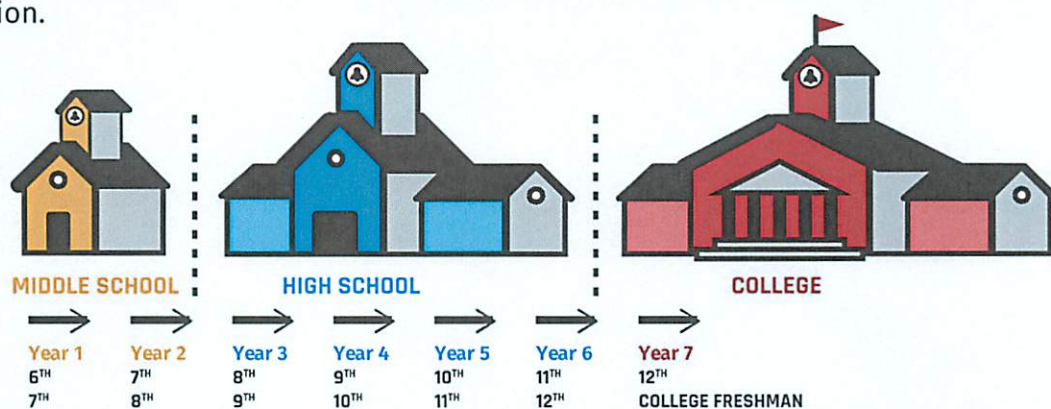 ion.
MIDDLE SCHOOL HIGH SCHOOL COLLEGE
Year 1 Year 2 Year 3 Year 4 Year 5 Year 6 Year 7
6TH 7TH 8TH 9TH 10TH 11TH 12TH
7TH 8TH 9TH 10TH 11TH 12TH COLLEGE FRESHMAN